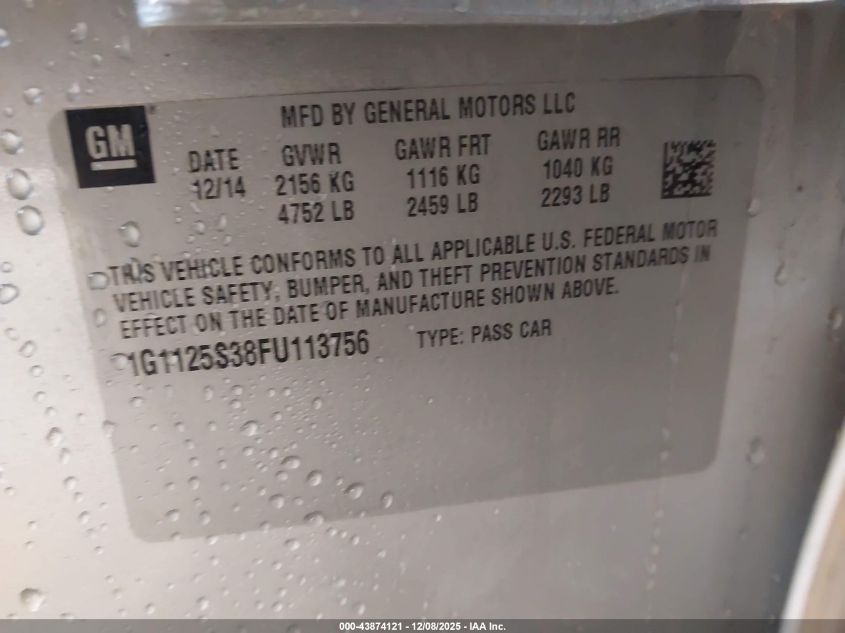 GM
MFD BY GENERAL MOTORS LLC
DATE GVWR GAWR FRT GAWR RR
12/14 2156 KG 1116 KG 1040 KG
4752 LB 2459 LB 2293 LB
THIS VEHICLE CONFORMS TO ALL APPLICABLE U.S. FEDERAL MOTOR
VEHICLE SAFETY, BUMPER, AND THEFT PREVENTION STANDARDS IN
EFFECT ON THE DATE OF MANUFACTURE SHOWN ABOVE.
1G1125S38FU113756 TYPE: PASS CAR
000-43874121 - 12/08/2025 - IAA Inc.